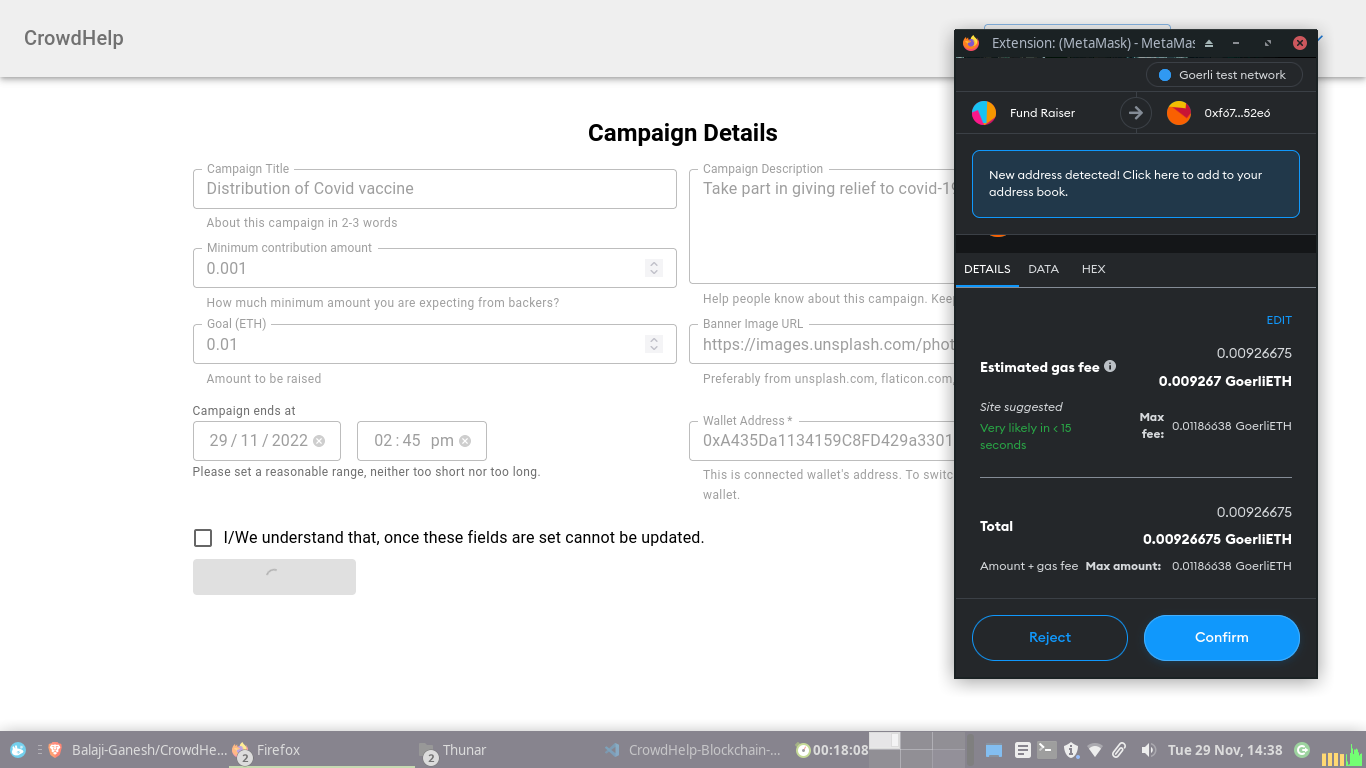 CrowdHelp
Campaign Details
Campaign Title
Distribution of Covid vaccine
About this campaign in 2-3 words
Minimum contribution amount
0.001
How much minimum amount you are expecting from backers?
Goal (ETH)
0.01
Amount to be raised
Campaign ends at
29 / 11 / 2022
02 : 45 pm
Please set a reasonable range, neither too short nor too long.
Campaign Description
Take part in giving relief to covid-19
Help people know about this campaign.
Banner Image URL
https://images.unsplash.com/phot
Preferably from unsplash.com, flaticon.com,
Wallet Address *
0xA435Da1134159C8FD429a3301
This is connected wallet's address. To
wallet.
I/We understand that, once these fields are set cannot be updated.
Extension: (MetaMask) - MetaMas
Goerli test network
Fund Raiser
0xf67...52e6
New address detected! Click here to add to your
address book.
DETAILS DATA HEX
EDIT
0.00926675
Estimated gas fee
0.009267 GoerliETH
Site suggested
Very likely in < 15
seconds
Max
fee:
0.01186638 GoerliETH
0.00926675
Total
0.00926675 GoerliETH
Amount + gas fee Max amount: 0.01186638 GoerliETH
Reject Confirm
Balaji-Ganesh/CrowdHe...
2
Firefox
2
Thunar
CrowdHelp-Blockchain-...
00:18:08
Tue 29 Nov, 14:38